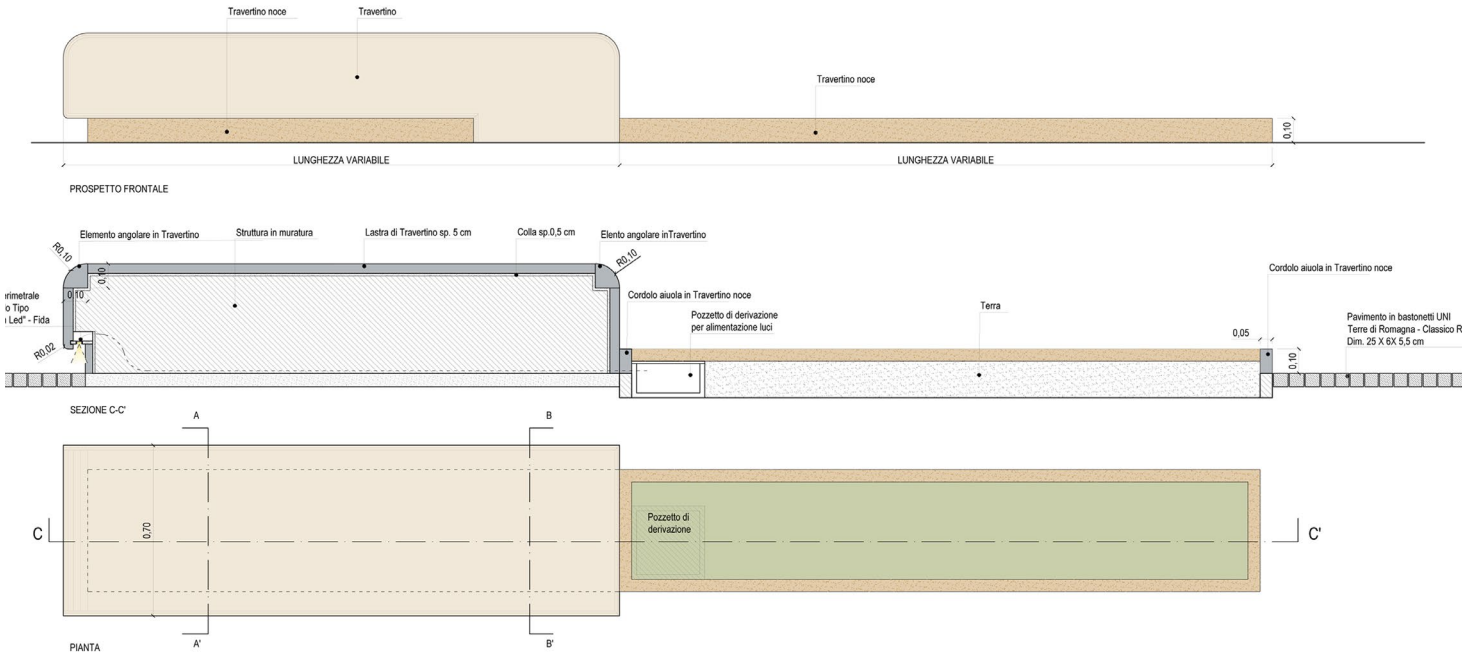 Travertino noce
Travertino
Travertino noce
0,10
LUNGHEZZA VARIABILE
LUNGHEZZA VARIABILE
PROSPETTO FRONTALE
Elemento angolare in Travertino
Struttura in muratura
Lastra di Travertino sp. 5 cm
Colla sp.0,5 cm
Elento angolare inTravertino
R0,10
0,10
R0,10
0,10
Cordolo aiuola in Travertino noce
rimetrale
o Tipo
Led" - Fida
R0,02
Cordolo aiuola in Travertino noce
Pozzetto di derivazione
per alimentazione luci
Terra
0,05
0,10
Pavimento in bastonetti UNI
Terre di Romagna - Classico R
Dim. 25 X 6X 5,5 cm
SEZIONE C-C'
A
B
0,70
Pozzetto di
derivazione
C
C'
A'
B'
PIANTA